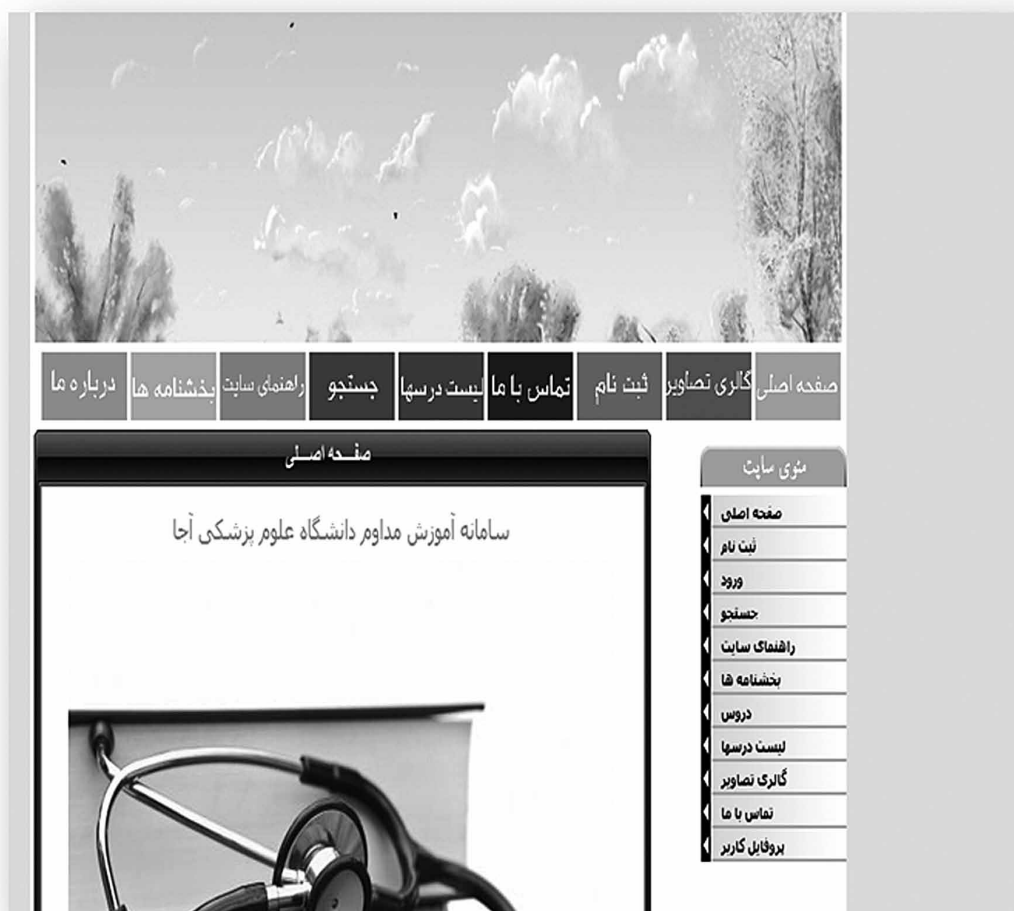 صفحه اصلی
گالری تصاویر
ثبت نام
تماس با ما
لیست درسها
جستجو
راهنمای سایت
بخشنامه ها
درباره ما
صفـحه اصـلی
سامانه آموزش مداوم دانشگاه علوم پزشکی آجا
منوی سایت
صفحه اصلی
ثبت نام
ورود
جستجو
راهنمای سایت
بخشنامه ها
دروس
لیست درسها
گالری تصاویر
تماس با ما
پروفایل کاربر